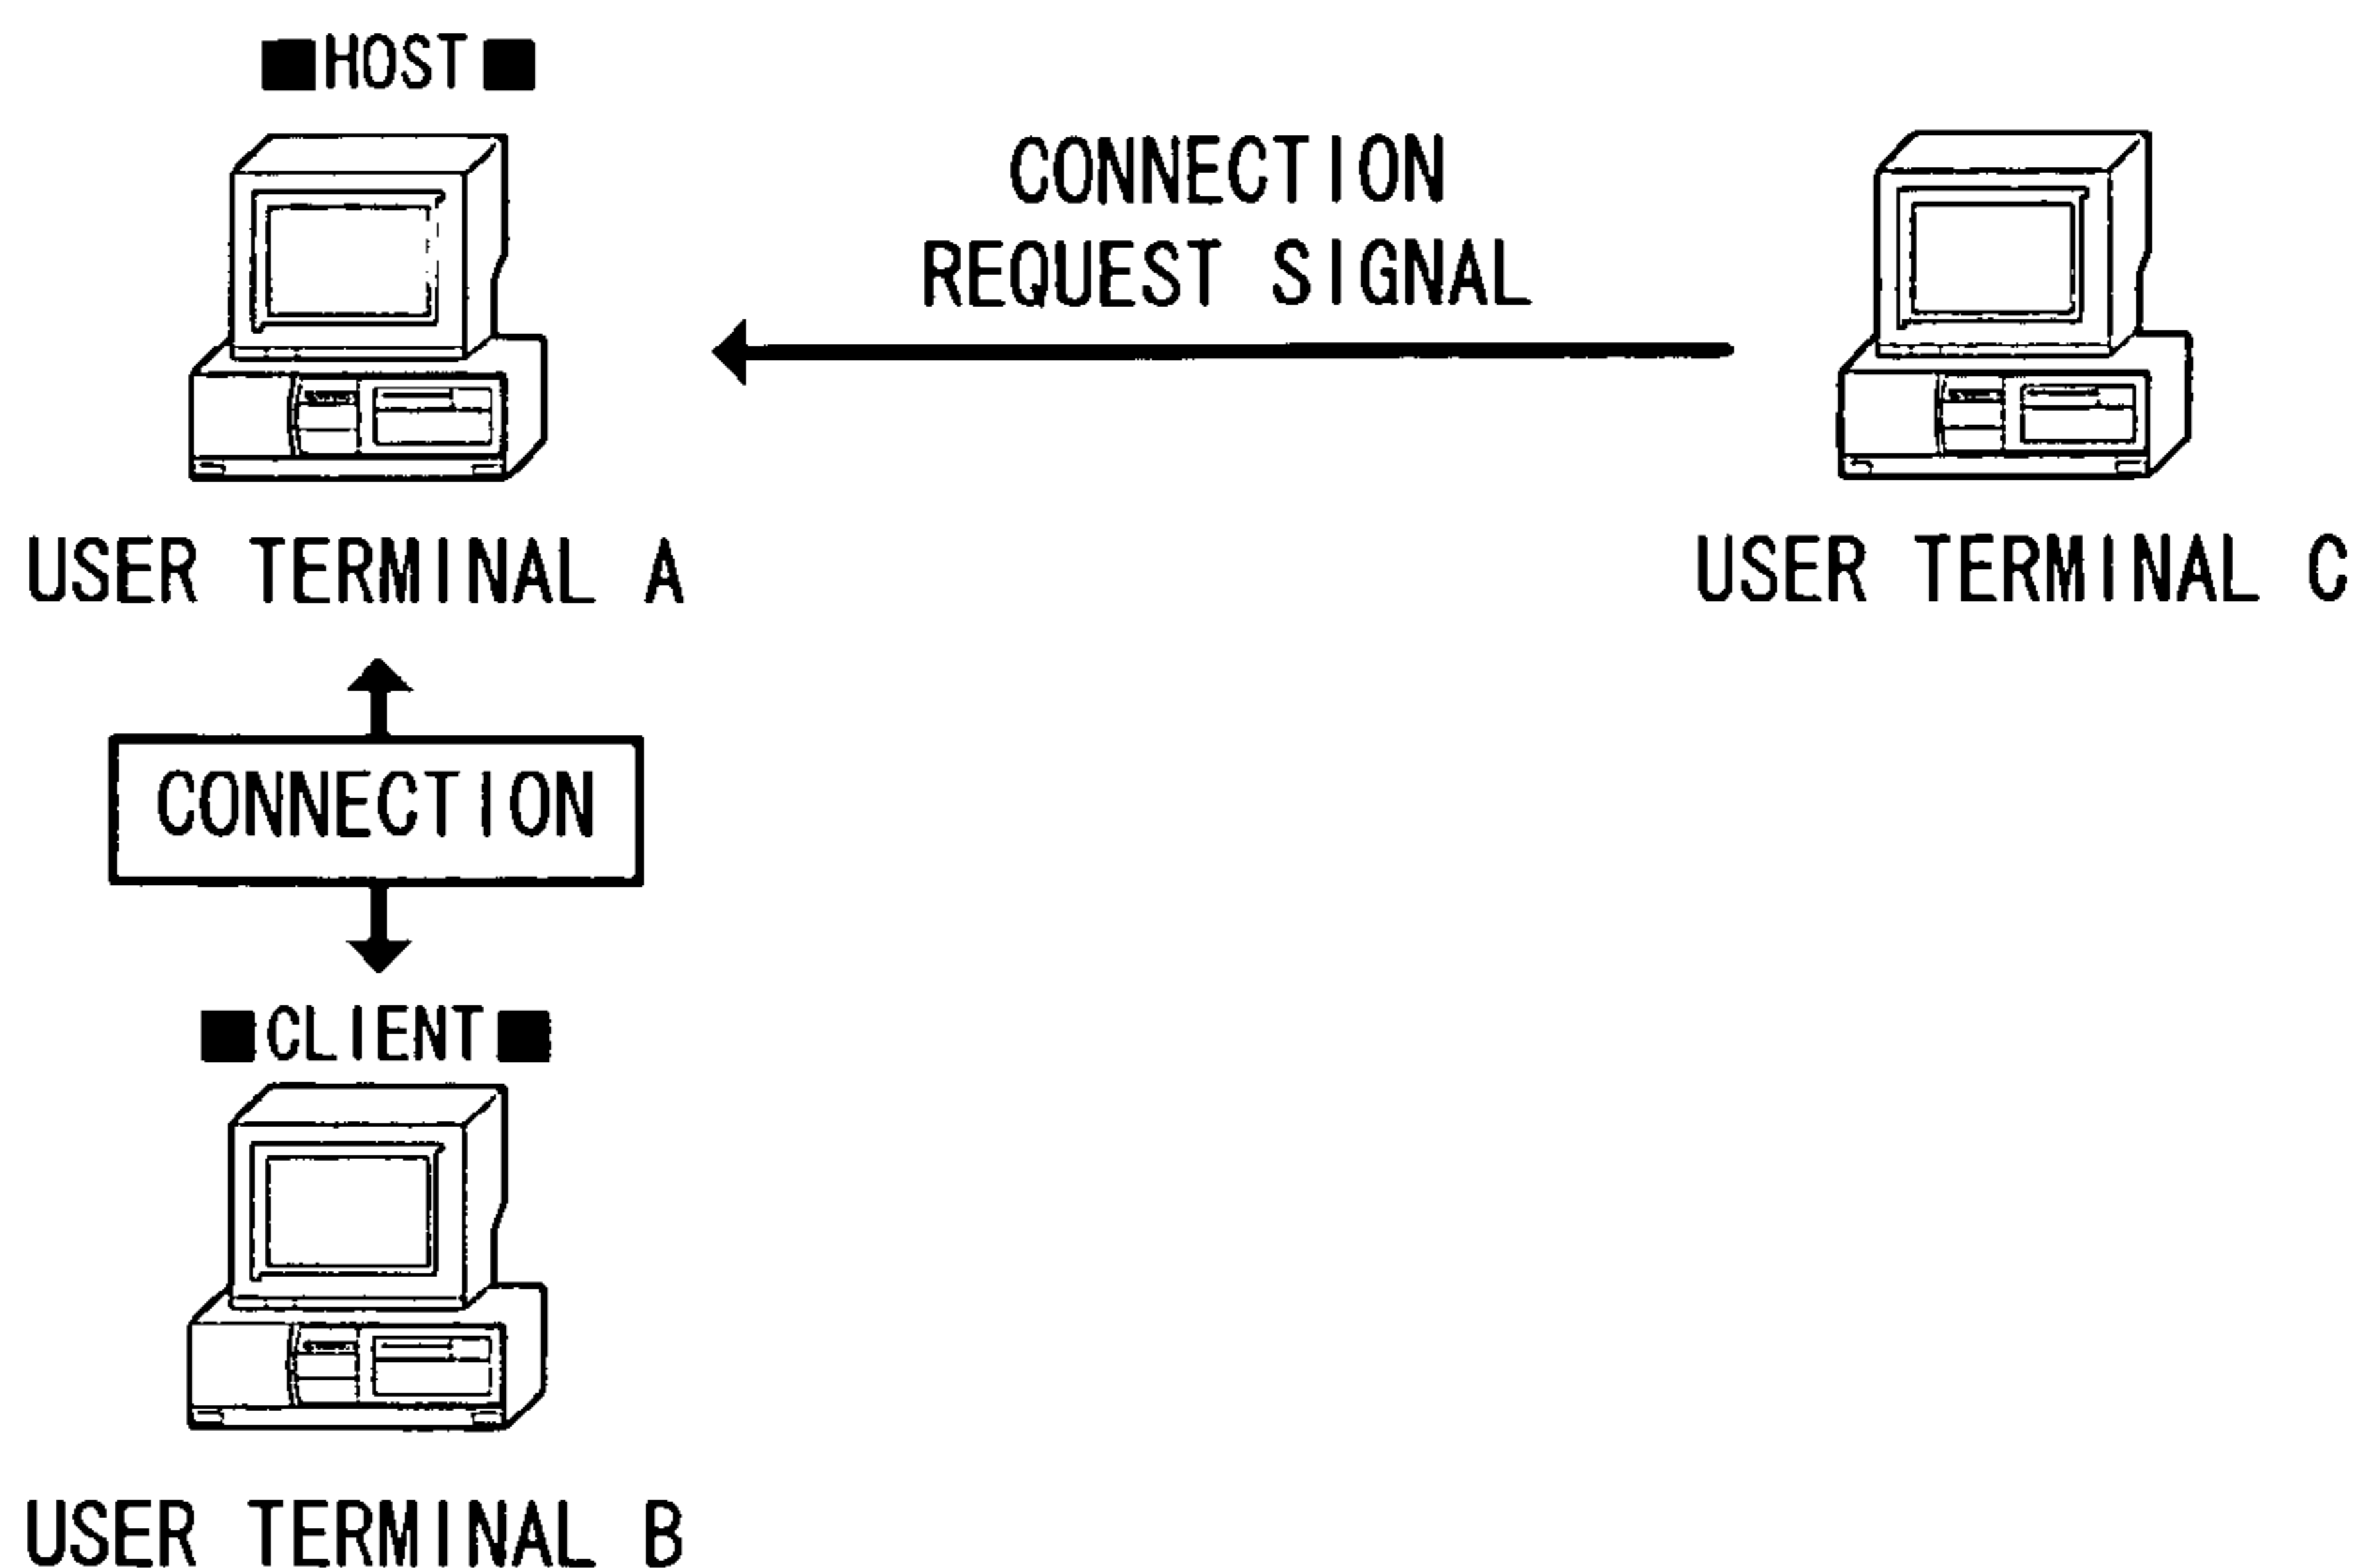 ■HOST■
CONNECTION
REQUEST SIGNAL
USER TERMINAL A
USER TERMINAL C
CONNECTION
■CLIENT■
USER TERMINAL B